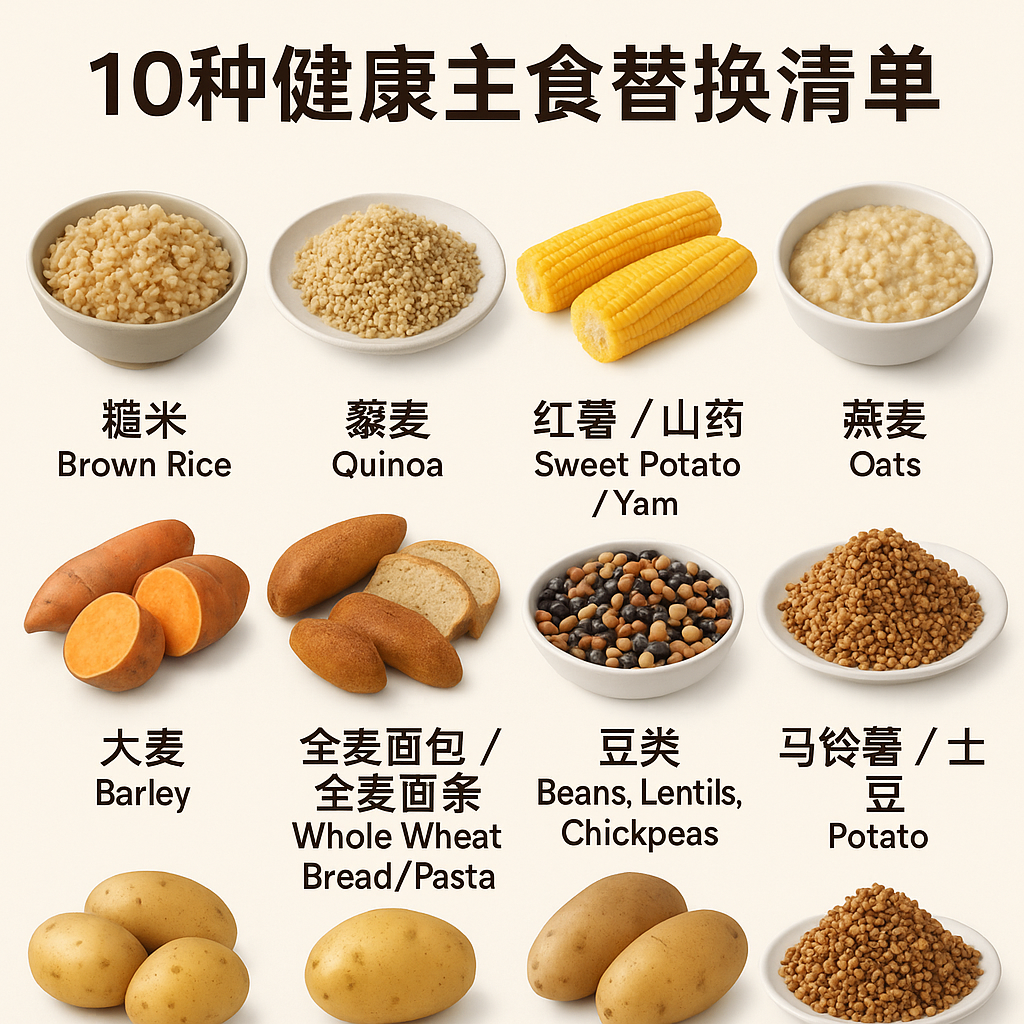 10种健康主食替换清单
糙米
Brown Rice
藜麦
Quinoa
红薯 / 山药
Sweet Potato
/ Yam
燕麦
Oats
大麦
Barley
全麦面包 /
全麦面条
Whole Wheat
Bread/Pasta
豆类
Beans, Lentils,
Chickpeas
马铃薯 / 土
豆
Potato